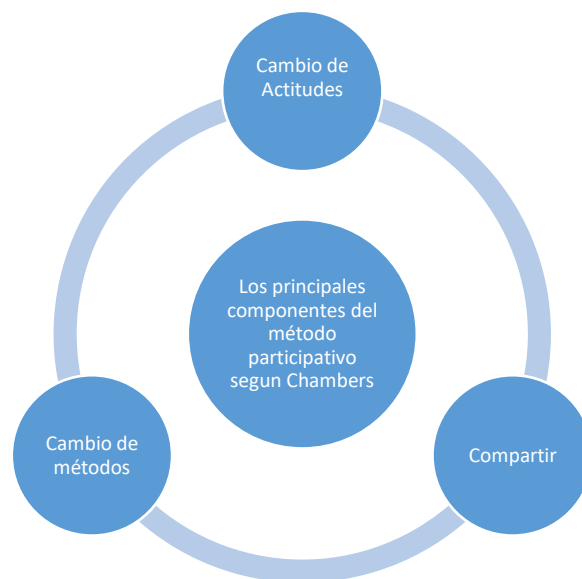 Cambio de
Actitudes
Los principales
componentes del
método
participativo
segun Chambers
Cambio de
métodos
Compartir